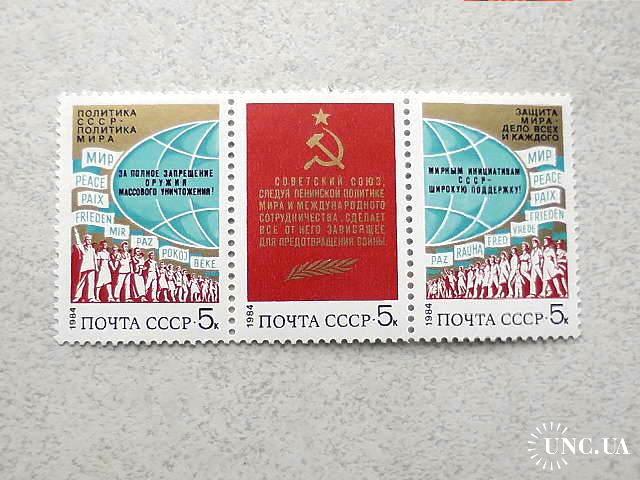 ПОЛИТИКА
СССР-
ПОЛИТИКА
МИРА
ЗА ПОЛНОЕ ЗАПРЕЩЕНИЕ
ОРУЖИЯ
МАССОВОГО УНИЧТОЖЕНИЯ!
МИР
PEACE
PAIX
FRIEDEN
MIR
PAZ
POKÓJ
BÉKE
1984
ПОЧТА СССР·5к
СОВЕТСКИЙ СОЮЗ,
СЛЕДУЯ ЛЕНИНСКОЙ ПОЛИТИКЕ
МИРА И МЕЖДУНАРОДНОГО
СОТРУДНИЧЕСТВА, СДЕЛАЕТ
ВСЕ ОТ НЕГО ЗАВИСЯЩЕЕ
ДЛЯ ПРЕДОТВРАЩЕНИЯ ВОЙНЫ.
1984
ПОЧТА СССР·5к
ЗАЩИТА
МИРА-
ДЕЛО ВСЕХ
И КАЖДОГО
МИРНЫМ ИНИЦИАТИВАМ
СССР-
ШИРОКУЮ ПОДДЕРЖКУ!
МИР
PEACE
PAIX
FRIEDEN
VREDE
FRED
RAUHA
PAZ
1984
ПОЧТА СССР·5к
UNC.UA